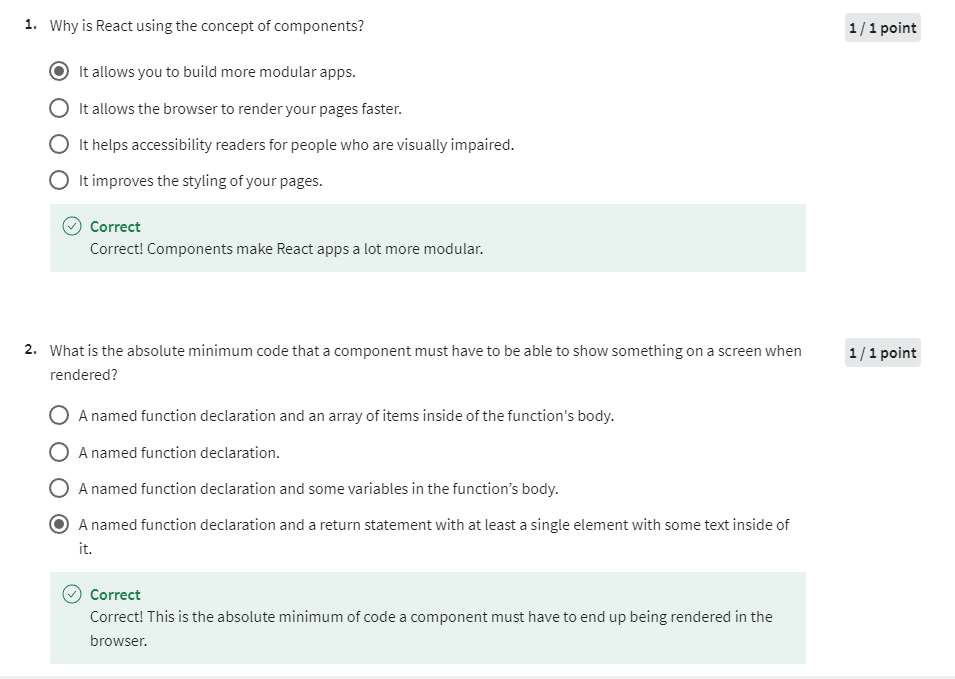 1. Why is React using the concept of components?
1 / 1 point
It allows you to build more modular apps.
It allows the browser to render your pages faster.
It helps accessibility readers for people who are visually impaired.
It improves the styling of your pages.
Correct
Correct! Components make React apps a lot more modular.
2. What is the absolute minimum code that a component must have to be able to show something on a screen when
rendered?
1 / 1 point
A named function declaration and an array of items inside of the function's body.
A named function declaration.
A named function declaration and some variables in the function’s body.
A named function declaration and a return statement with at least a single element with some text inside of
it.
Correct
Correct! This is the absolute minimum of code a component must have to end up being rendered in the
browser.